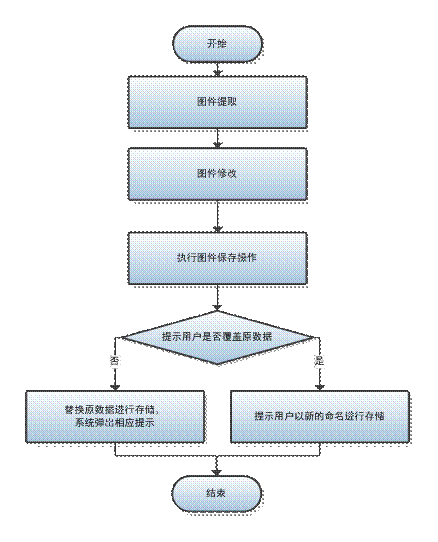 开始
图件提取
图件修改
执行图件保存操作
提示用户是否覆盖原数据
否
是
替换原数据进行存储,
系统弹出相应提示
提示用户以新的命名进行存储
结束